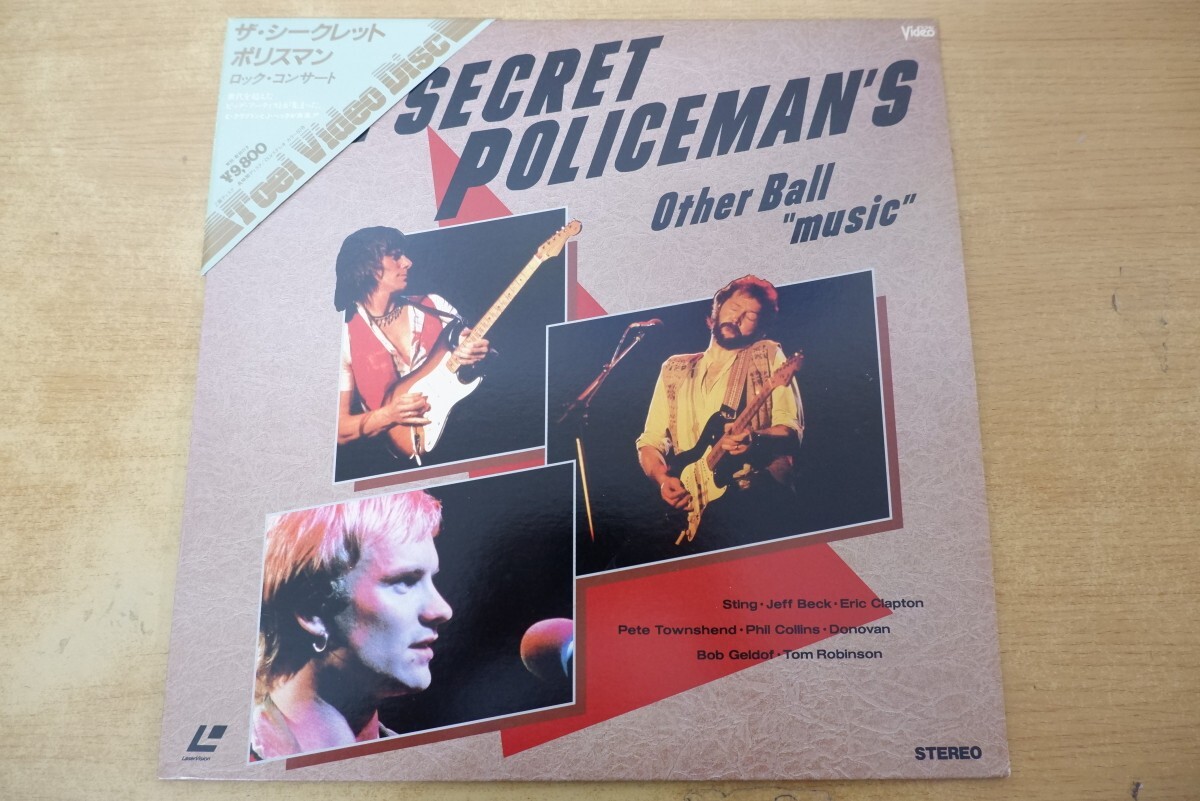 ザ・シークレット
ポリスマン
ロック・コンサート
¥9,800
Toei Video Disc
Video
SECRET
POLICEMAN'S
Other Ball
"music"
Sting・Jeff Beck・Eric Clapton
Pete Townshend・Phil Collins・Donovan
Bob Geldof・Tom Robinson
LaserVision
STEREO